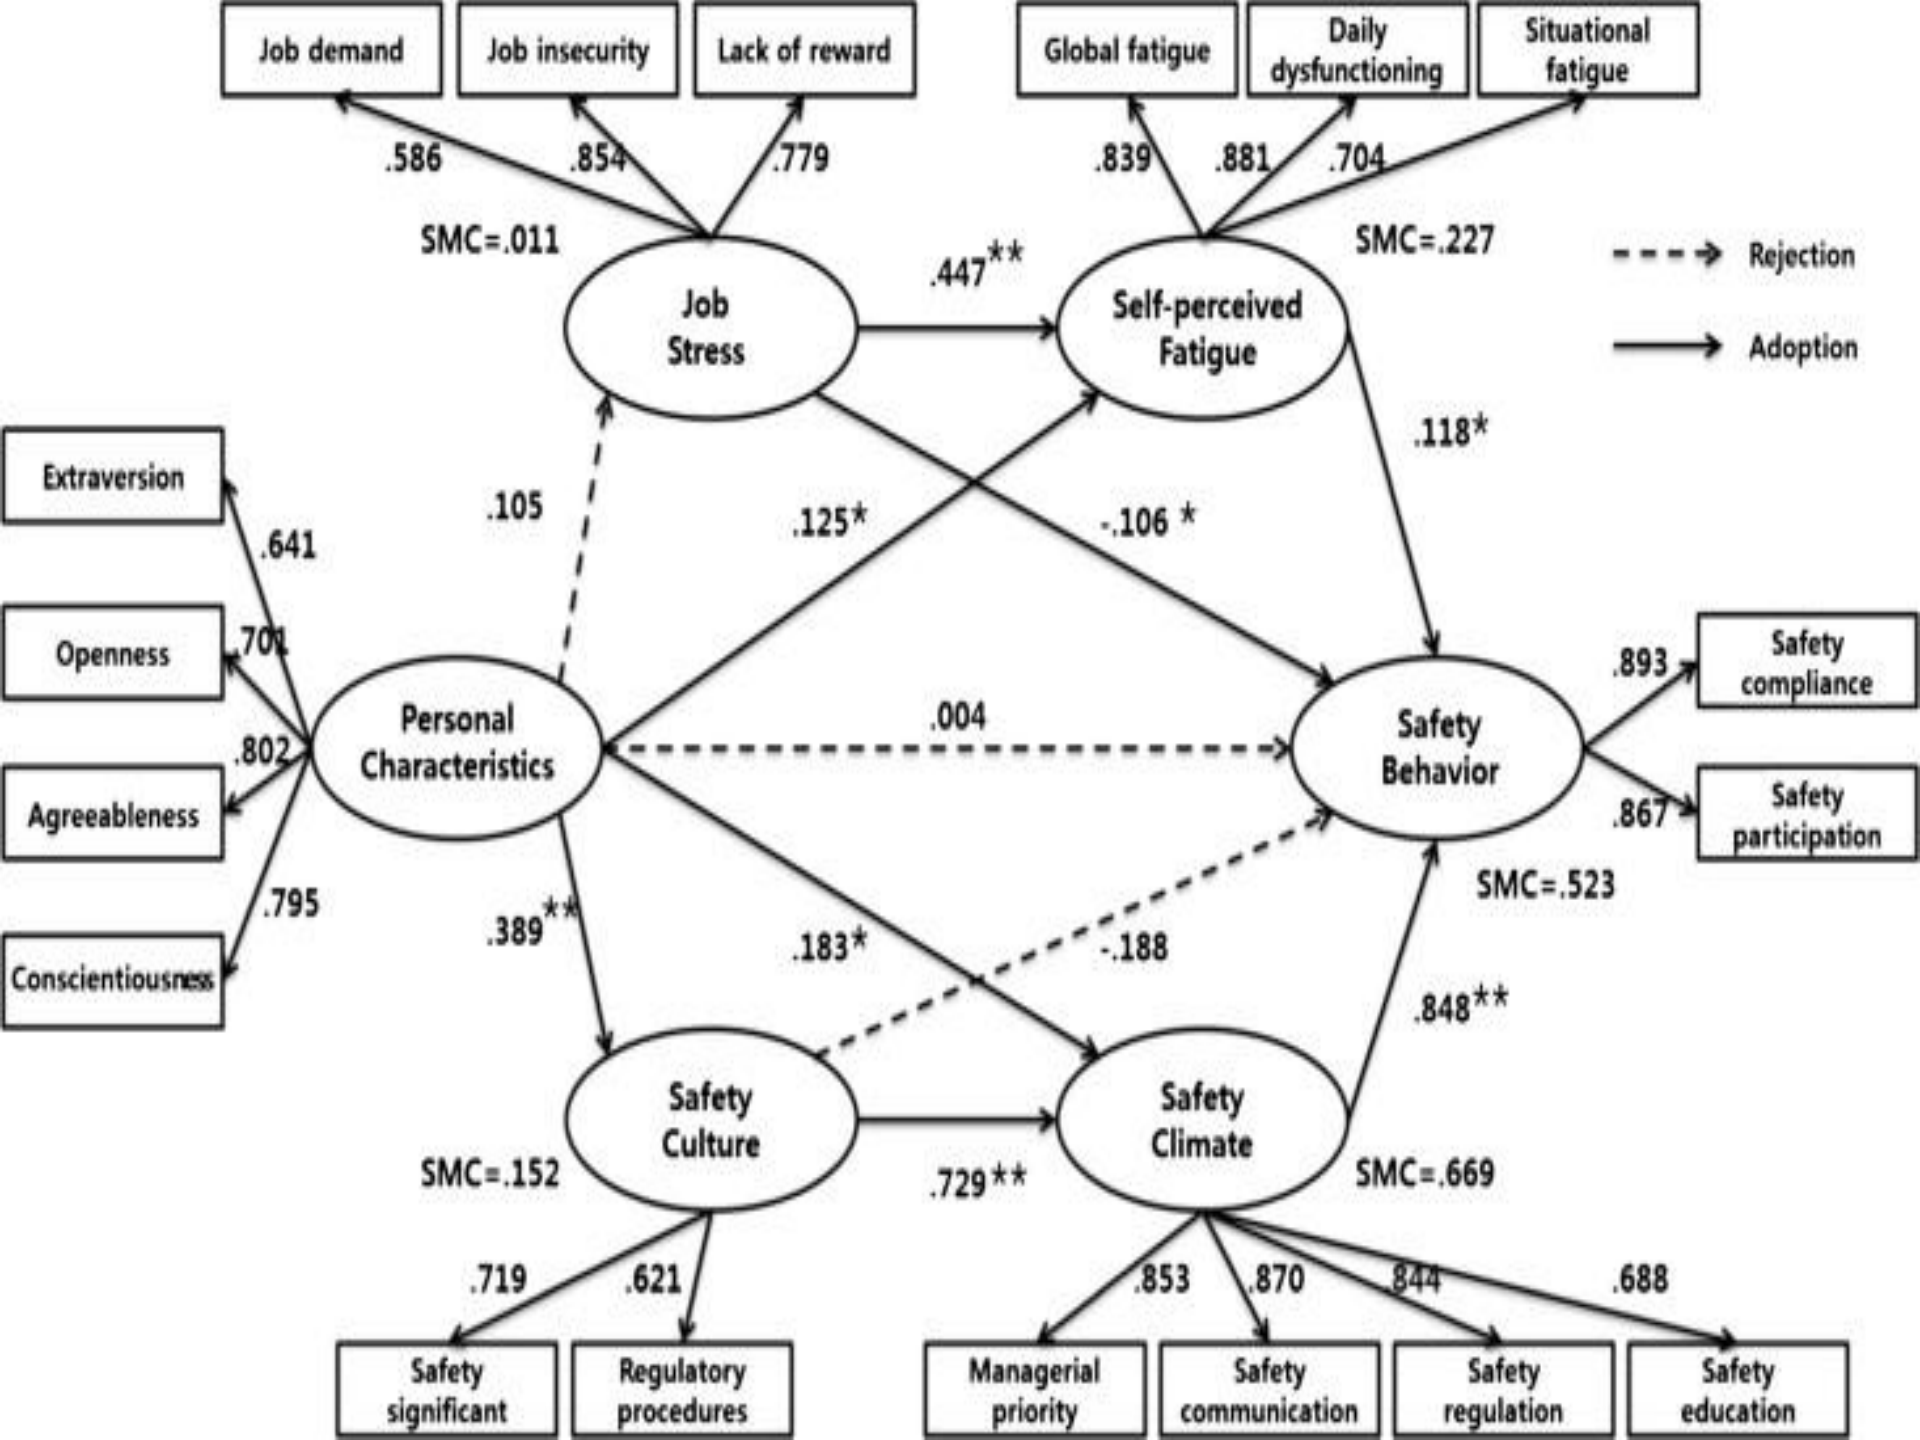 Job demand
Job insecurity
Lack of reward
Global fatigue
Daily
dysfunctioning
Situational
fatigue
.586
.854
.779
.839
.881
.704
SMC=.011
SMC=.227
.447**
Rejection
Adoption
Job
Stress
Self-perceived
Fatigue
.118*
Extraversion
.105
.125*
-.106 *
.641
Openness
.701
Safety
compliance
.893
Personal
Characteristics
.004
Safety
Behavior
.802
Agreeableness
Safety
participation
.867
SMC=.523
.795
.389**
.183*
-.188
Conscientiousness
.848**
Safety
Culture
Safety
Climate
SMC=.152
.729**
SMC=.669
.719
.621
.853
.870
.844
.688
Safety
significant
Regulatory
procedures
Managerial
priority
Safety
communication
Safety
regulation
Safety
education